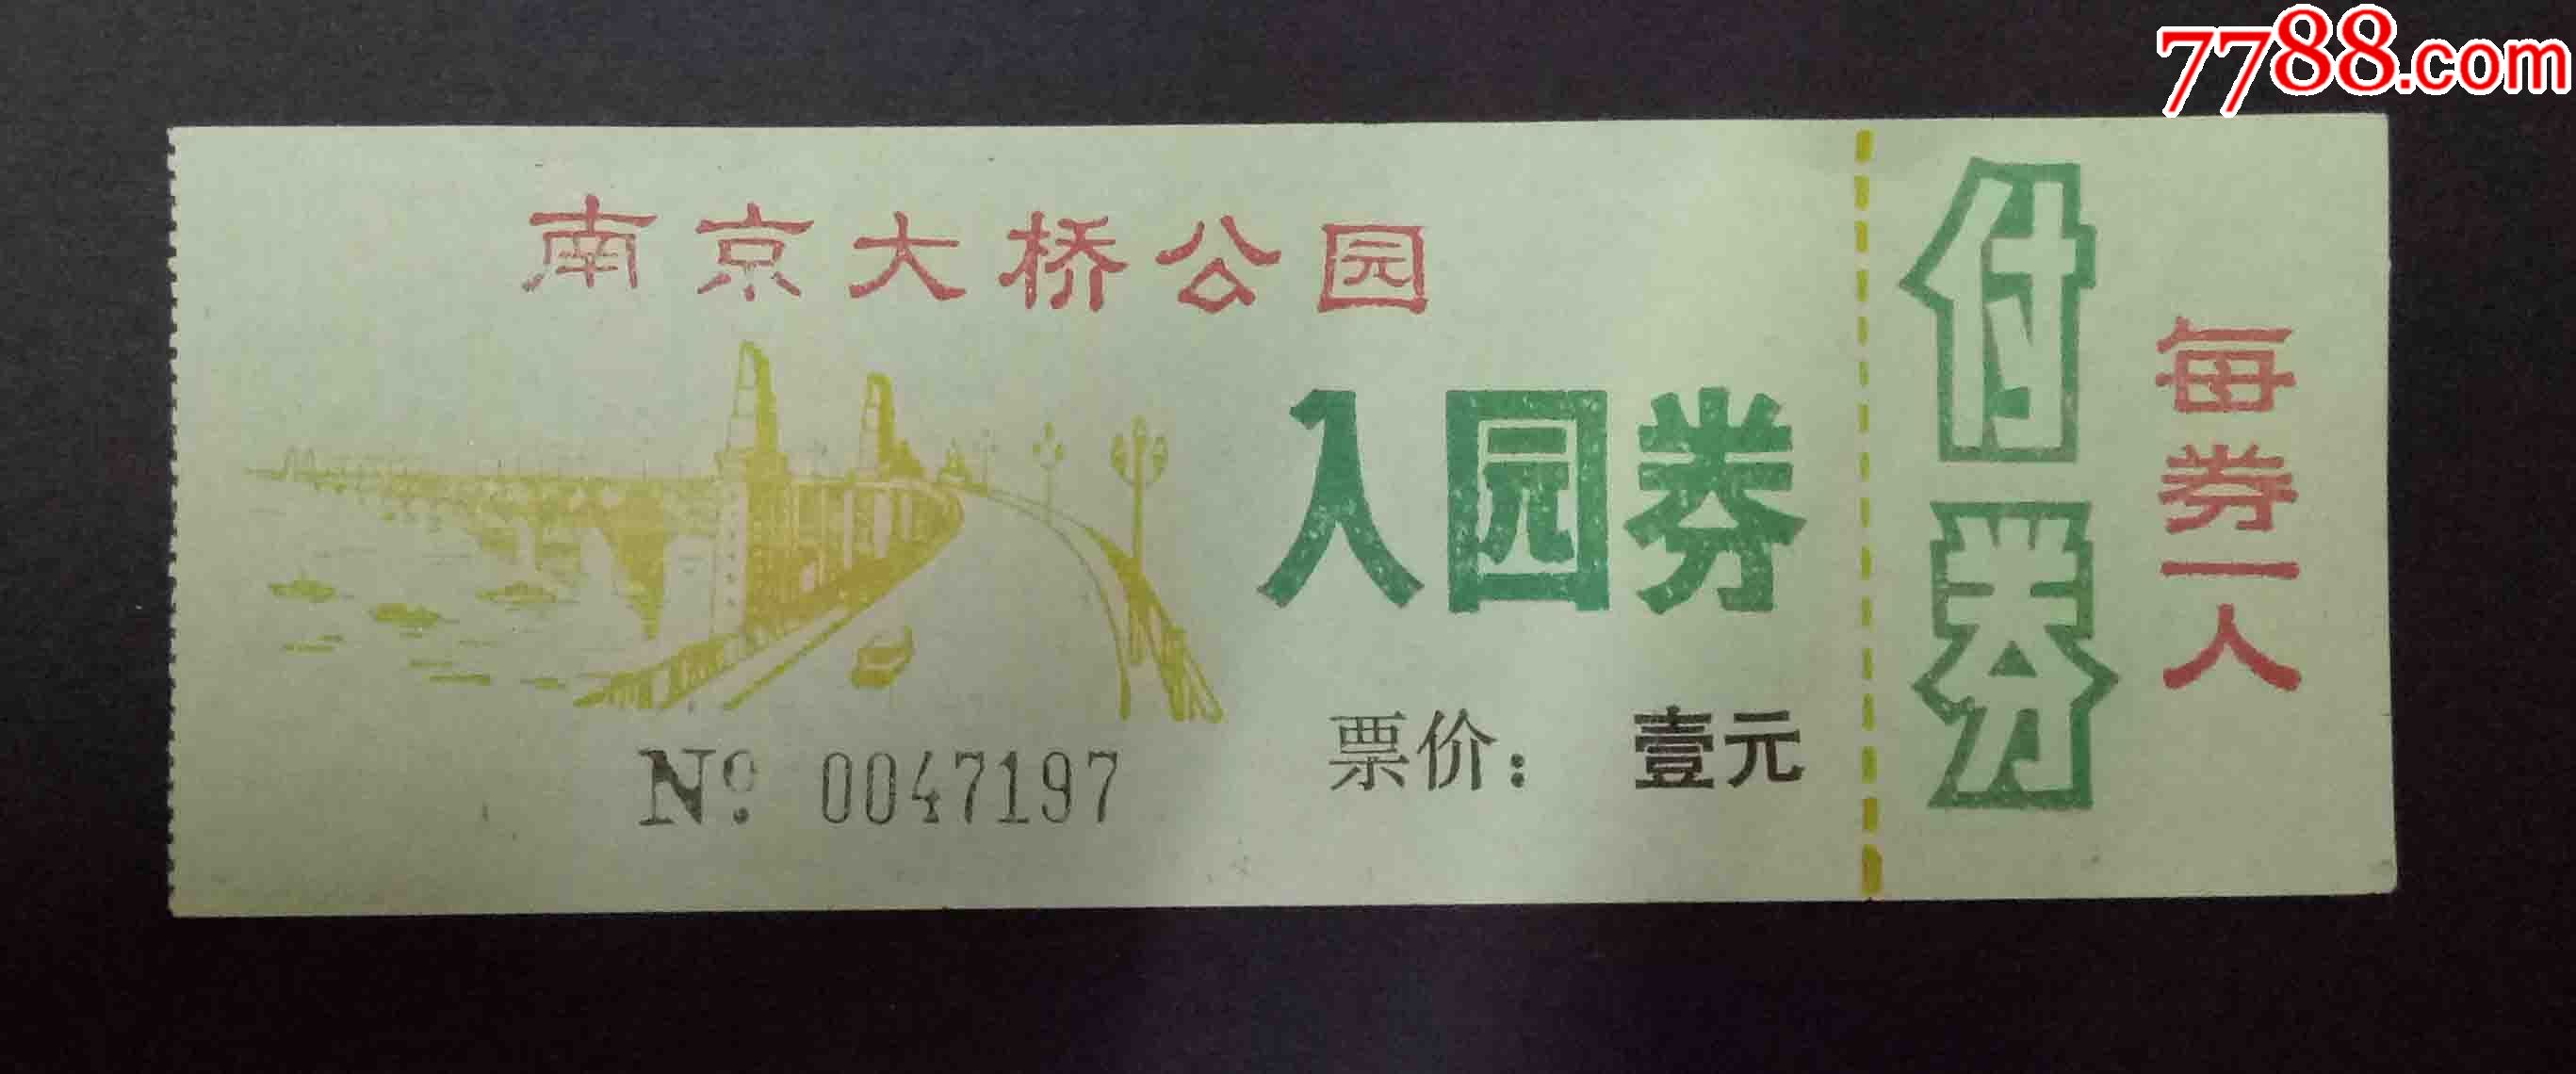 7788.com
南京大桥公园
入园券
票价：壹元
№ 0047197
付券
每券一人